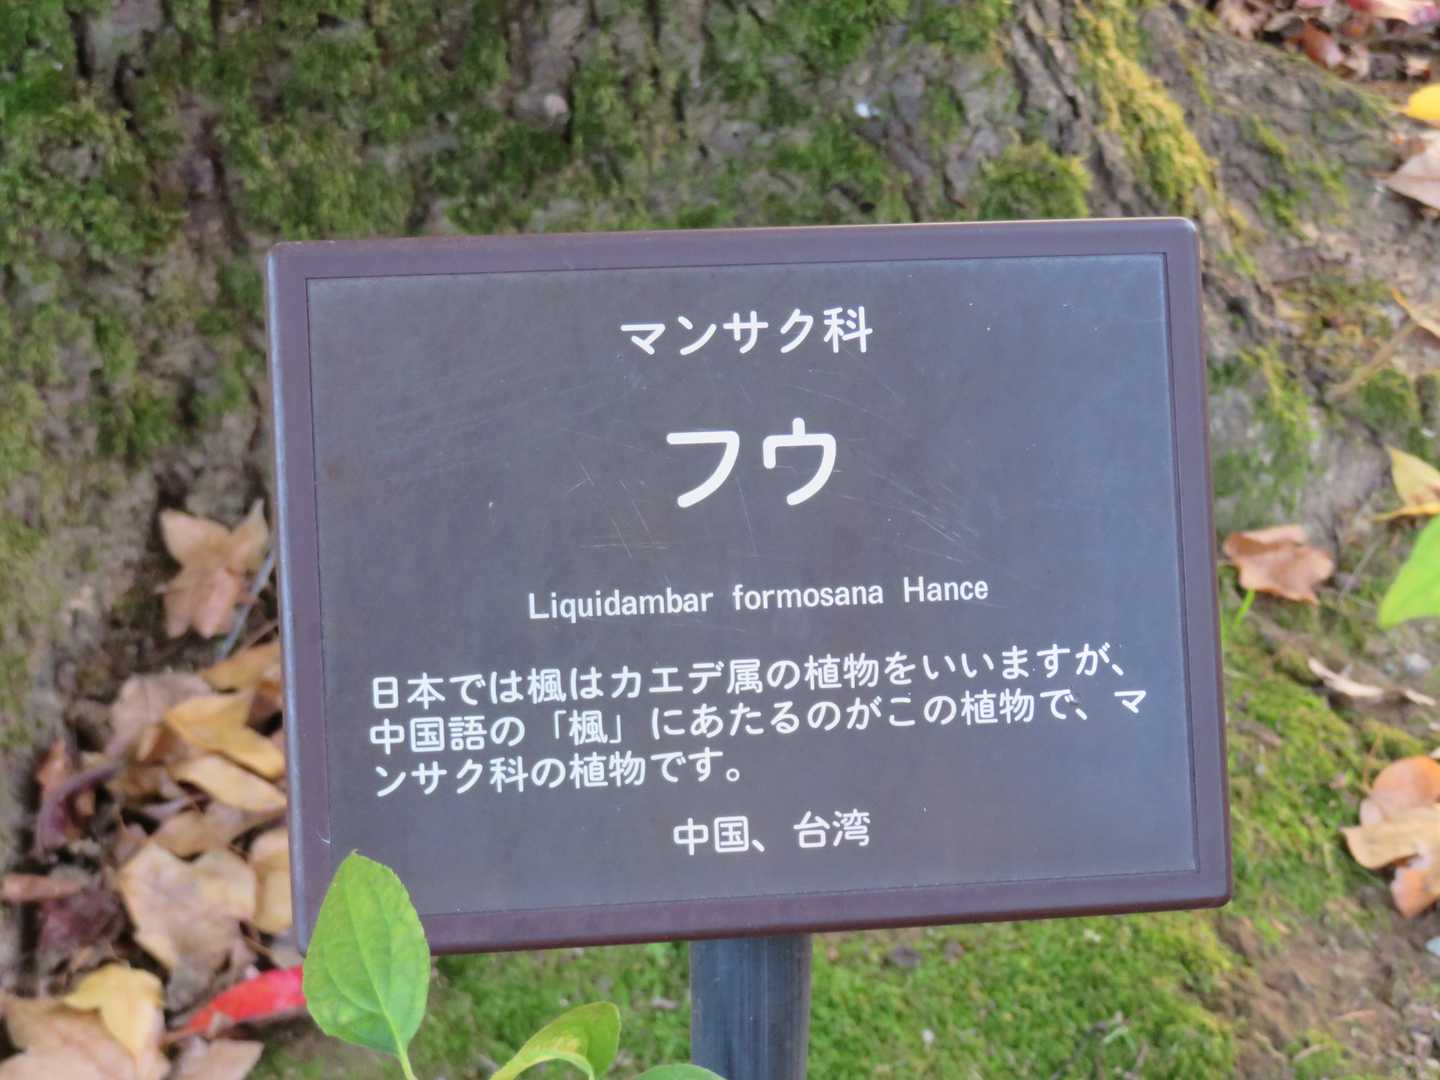 マンサク科
フウ
Liquidambar formosana Hance
日本では楓はカエデ属の植物をいいますが、
中国語の「楓」にあたるのがこの植物で、マ
ンサク科の植物です。
中国、台湾